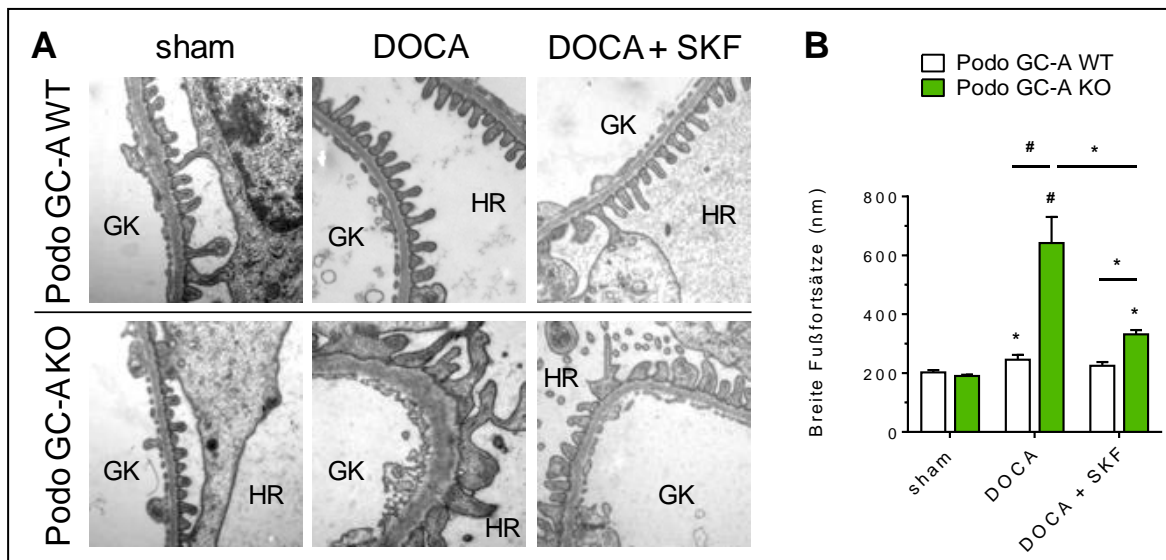 A
sham
DOCA
DOCA + SKF
Podo GC-A WT
GK
GK
HR
GK
HR
Podo GC-A KO
GK
HR
GK
HR
HR
GK
B
Podo GC-A WT
Podo GC-A KO
# *
#
*
*
*
Breite Fußfortsätze (nm)
800
600
400
200
0
sham
DOCA
DOCA + SKF